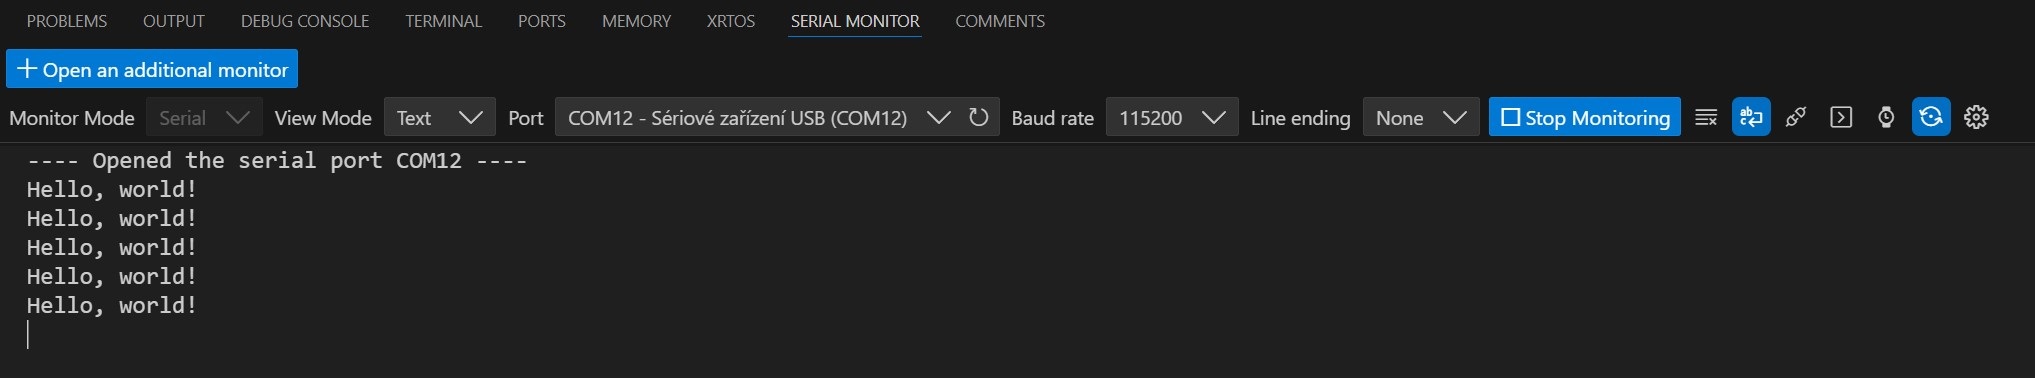 PROBLEMS OUTPUT DEBUG CONSOLE TERMINAL PORTS MEMORY XRTOS SERIAL MONITOR COMMENTS
Open an additional monitor
Monitor Mode Serial View Mode Text Port COM12 - Sériové zařízení USB (COM12) Baud rate 115200 Line ending None Stop Monitoring
---- Opened the serial port COM12 ----
Hello, world!
Hello, world!
Hello, world!
Hello, world!
Hello, world!